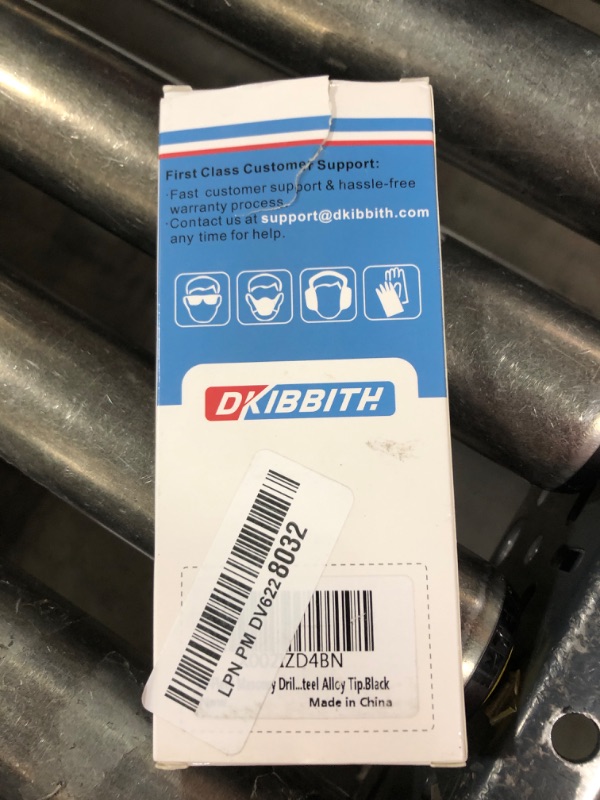 First Class Customer Support:
·Fast customer support & hassle-free
warranty process.
·Contact us at support@dkibbith.com
any time for help.
DKIBBITH
LPN PM DV622 8032
ZD4BN
y Dril...teel Alloy Tip.Black
Made in China